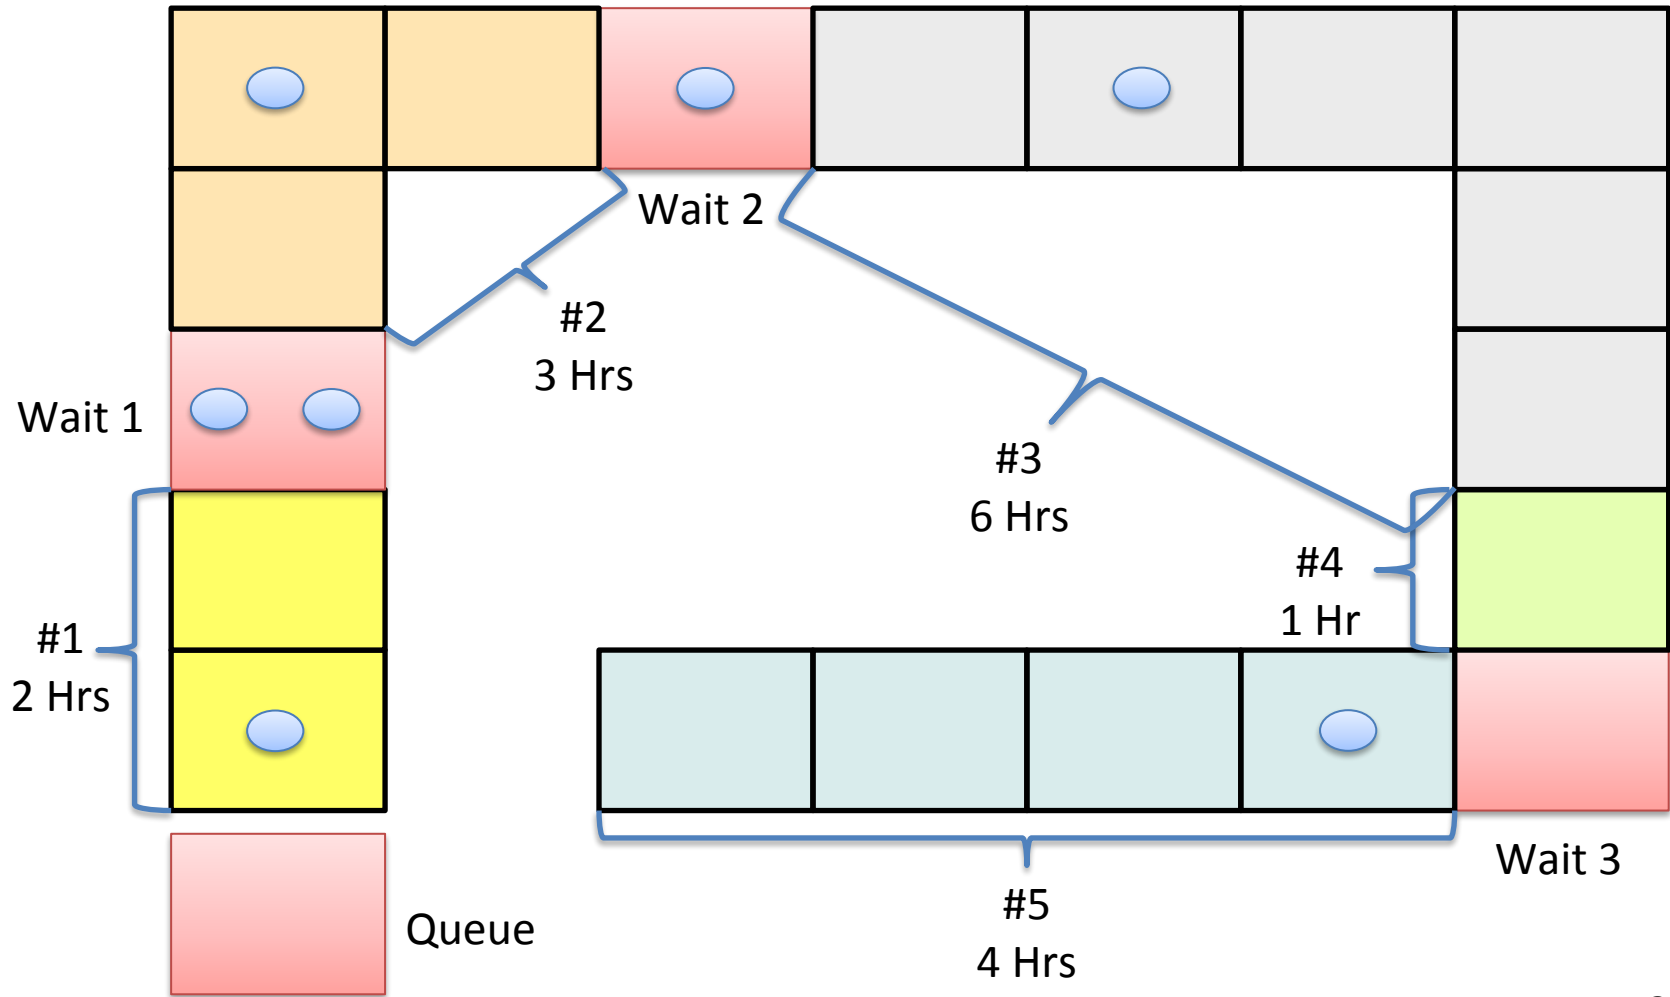 Wait 2
#2
3 Hrs
Wait 1
#3
6 Hrs
#4
1 Hr
#1
2 Hrs
Wait 3
#5
4 Hrs
Queue